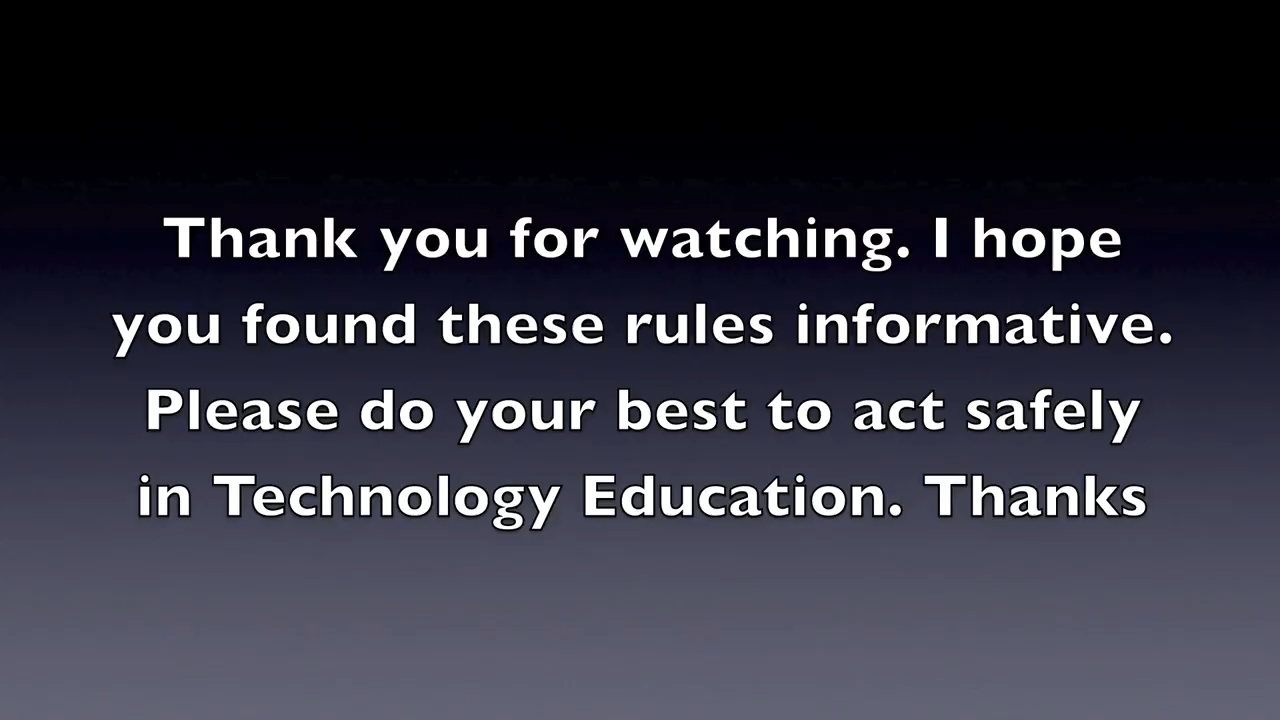 Thank you for watching. I hope
you found these rules informative.
Please do your best to act safely
in Technology Education. Thanks